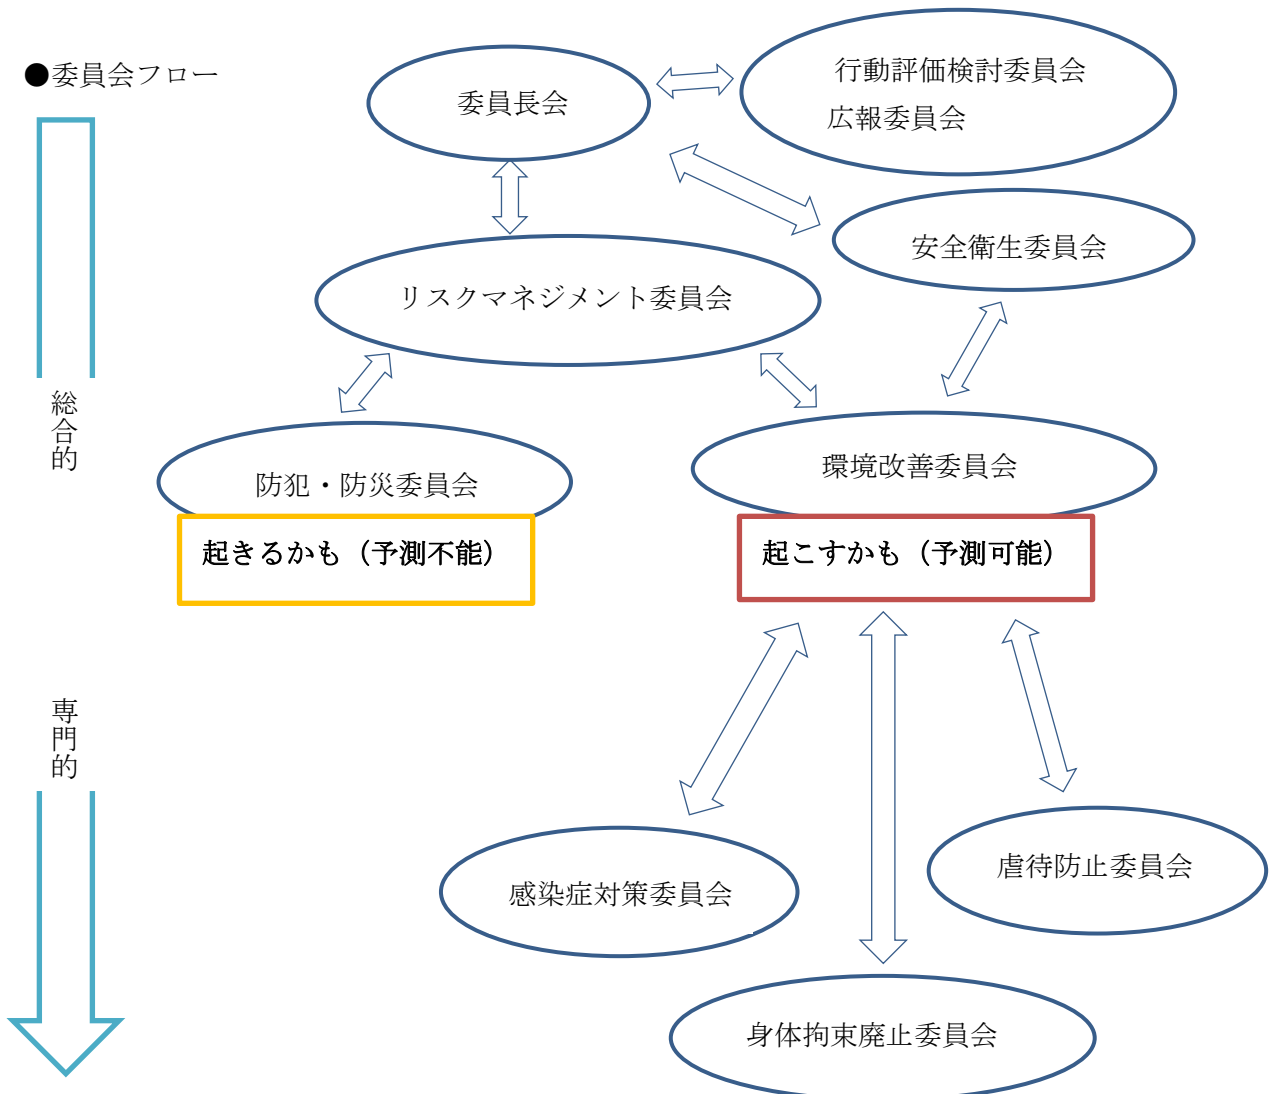 ●委員会フロー
委員長会
行動評価検討委員会
広報委員会
安全衛生委員会
リスクマネジメント委員会
総合的
防犯・防災委員会
環境改善委員会
起きるかも（予測不能）
起こすかも（予測可能）
専門的
感染症対策委員会
虐待防止委員会
身体拘束廃止委員会